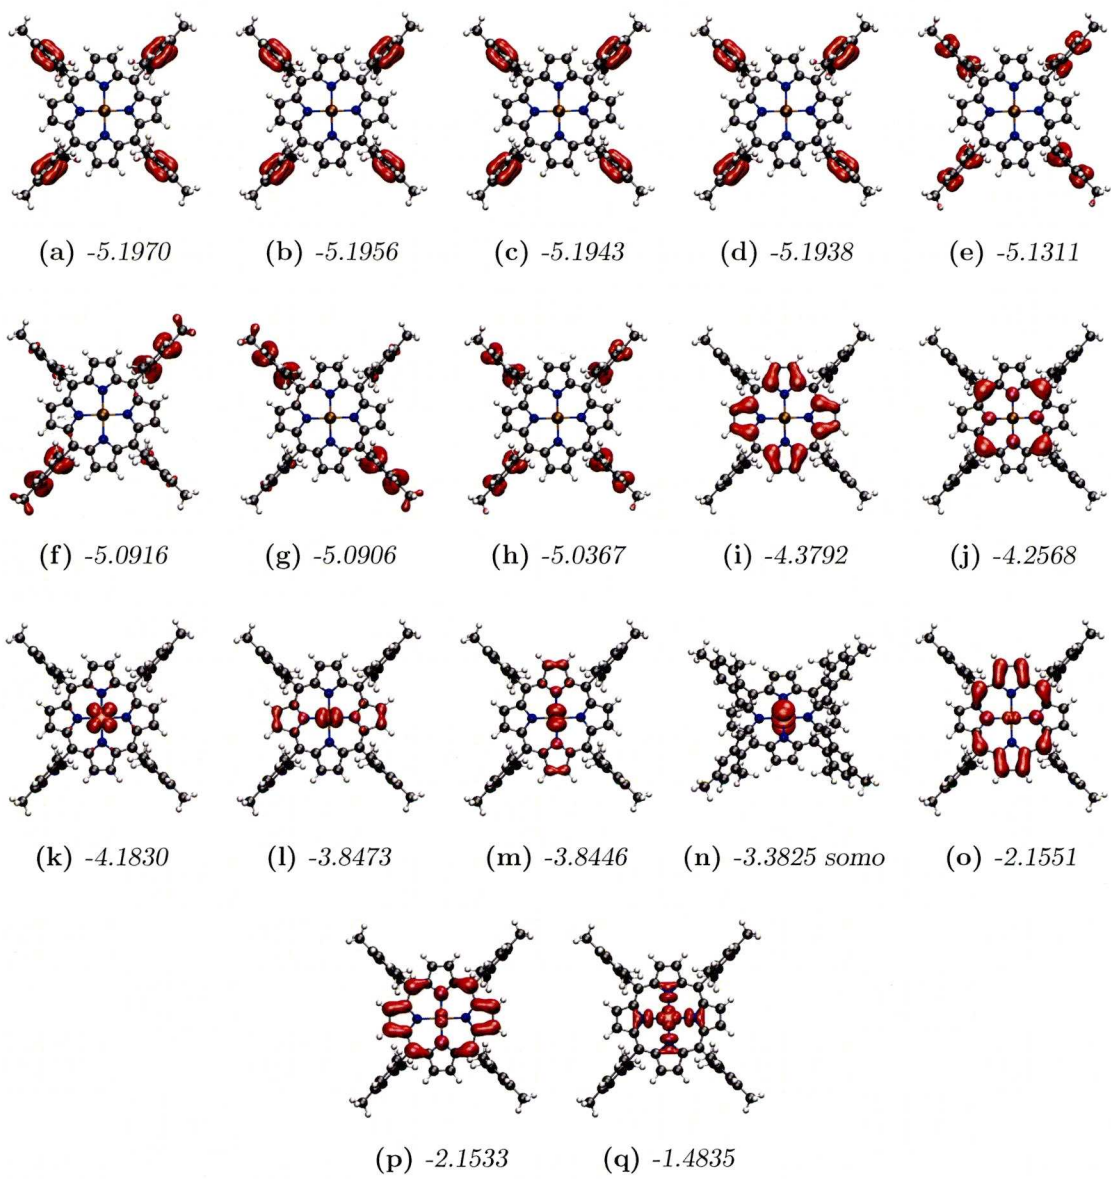 (a) -5.1970 (b) -5.1956 (c) -5.1943 (d) -5.1938 (e) -5.1311
(f) -5.0916 (g) -5.0906 (h) -5.0367 (i) -4.3792 (j) -4.2568
(k) -4.1830 (l) -3.8473 (m) -3.8446 (n) -3.3825 somo (o) -2.1551
(p) -2.1533 (q) -1.4835